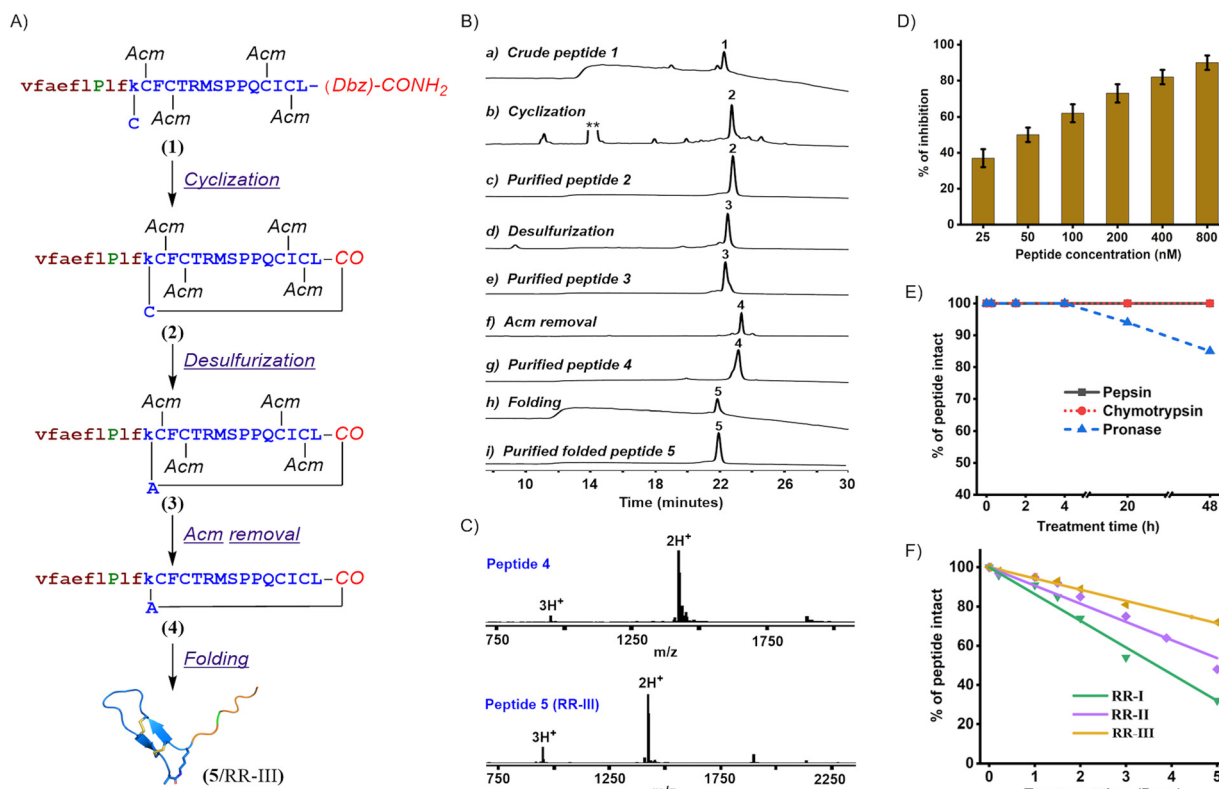 A)
Acm
Acm
vfaeflPlfkCFCTRMSPPQCICL–(Dbz)-CONH2
C
Acm
Acm
(1)
Cyclization
Acm
Acm
vfaeflPlfkCFCTRMSPPQCICL–CO
Acm
Acm
C
(2)
Desulfurization
Acm
Acm
vfaeflPlfkCFCTRMSPPQCICL–CO
Acm
Acm
A
(3)
Acm removal
vfaeflPlfkCFCTRMSPPQCICL–CO
A
(4)
Folding
(5/RR-III)
B)
a) Crude peptide 1
1
b) Cyclization
**
2
c) Purified peptide 2
2
d) Desulfurization
3
e) Purified peptide 3
3
f) Acm removal
4
g) Purified peptide 4
4
h) Folding
5
i) Purified folded peptide 5
5
10 14 18 22 26 30
Time (minutes)
C)
Peptide 4
2H+
3H+
750 1250 1750
m/z
Peptide 5 (RR-III)
2H+
3H+
750 1250 1750 2250
m/z
D)
% of inhibition
100
80
60
40
20
0
25 50 100 200 400 800
Peptide concentration (nM)
E)
% of peptide intact
100
90
80
70
60
50
40
Pepsin
Chymotrypsin
Pronase
0 2 4 20 48
Treatment time (h)
F)
% of peptide intact
100
80
60
40
20
0
RR-I
RR-II
RR-III
0 1 2 3 4 5